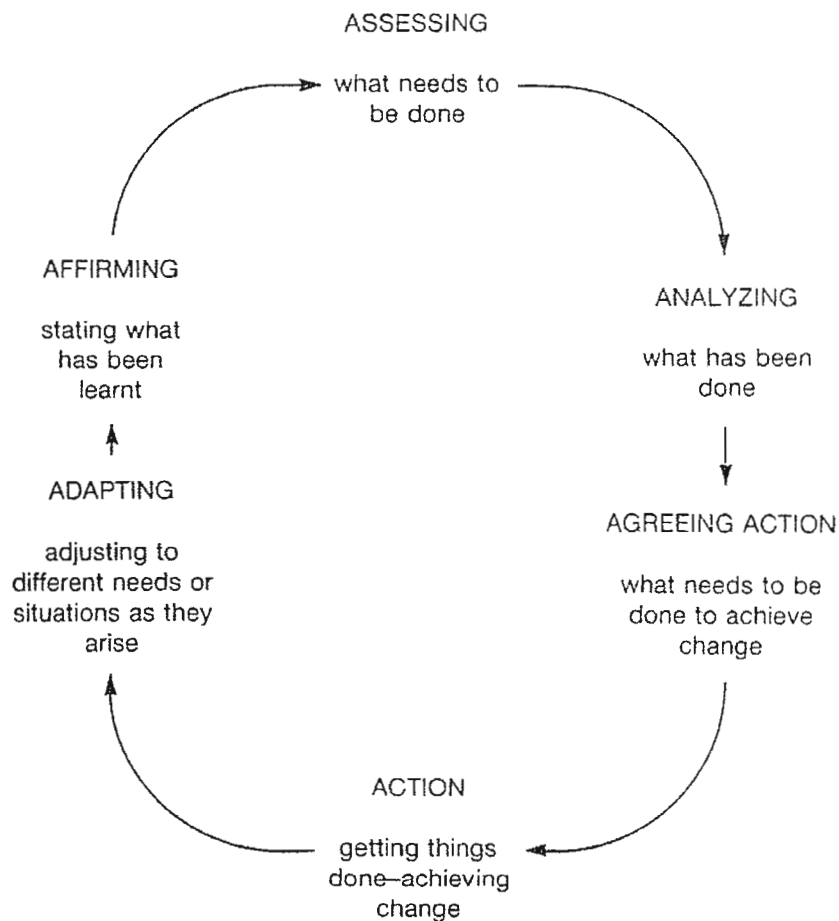 ASSESSING
what needs to
be done
ANALYZING
what has been
done
AGREEING ACTION
what needs to be
done to achieve
change
ACTION
getting things
done–achieving
change
ADAPTING
adjusting to
different needs or
situations as they
arise
AFFIRMING
stating what
has been
learnt